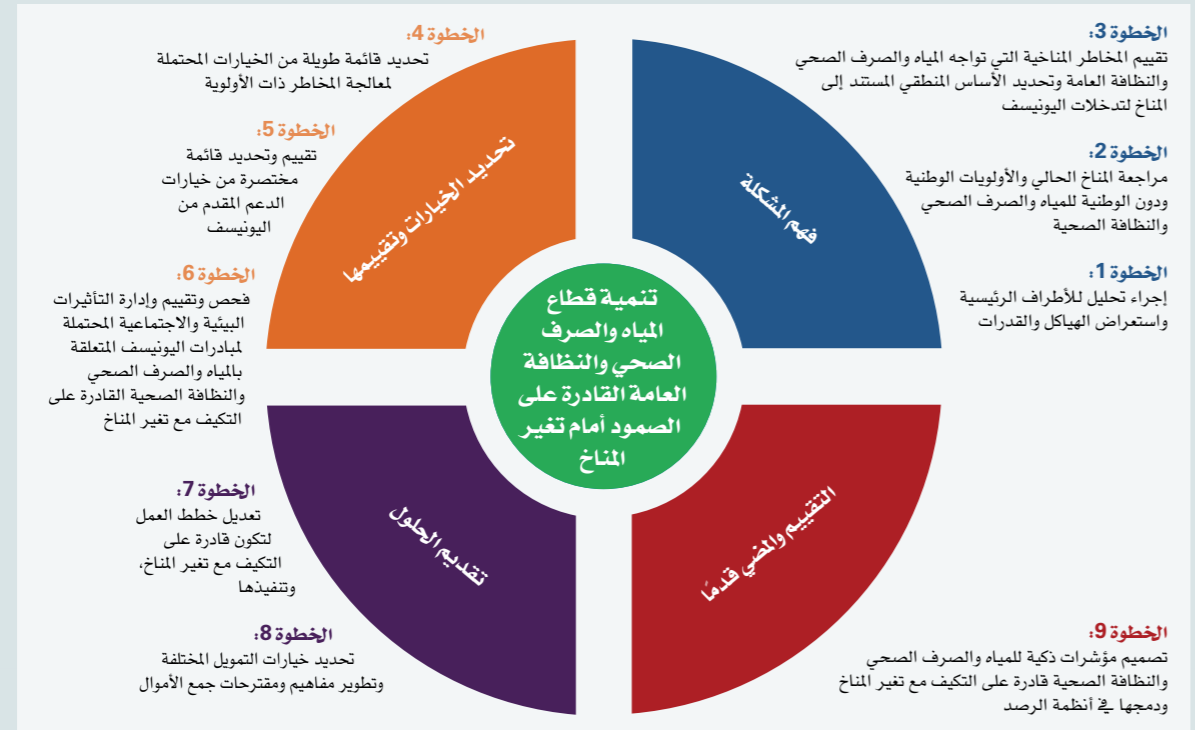 الخطوة 3:
تقييم المخاطر المناخية التي تواجه المياه والصرف الصحي
والنظافة العامة وتحديد الأساس المنطقي المستند إلى
المناخ لتدخلات اليونيسف
الخطوة 2:
مراجعة المناخ الحالي والأولويات الوطنية
ودون الوطنية للمياه والصرف الصحي
والنظافة الصحية
الخطوة 1:
إجراء تحليل للأطراف الرئيسية
واستعراض الهياكل والقدرات
فهم المشكلة
الخطوة 4:
تحديد قائمة طويلة من الخيارات المحتملة
لمعالجة المخاطر ذات الأولوية
الخطوة 5:
تقييم وتحديد قائمة
مختصرة من خيارات
الدعم المقدم من
اليونيسف
الخطوة 6:
فحص وتقييم وإدارة التأثيرات
البيئية والاجتماعية المحتملة
لمبادرات اليونيسف المتعلقة
بالمياه والصرف الصحي
والنظافة الصحية القادرة على
التكيف مع تغير المناخ
تحديد الخيارات وتقييمها
تنمية قطاع
المياه والصرف
الصحي والنظافة
العامة القادرة على
الصمود أمام تغير
المناخ
الخطوة 7:
تعديل خطط العمل
لتكون قادرة على
التكيف مع تغير المناخ،
وتنفيذها
الخطوة 8:
تحديد خيارات التمويل المختلفة
وتطوير مفاهيم ومقترحات جمع الأموال
تقديم الحلول
التقييم والمضي قدمًا
الخطوة 9:
تصميم مؤشرات ذكية للمياه والصرف الصحي
والنظافة الصحية قادرة على التكيف مع تغير المناخ
ودمجها في أنظمة الرصد